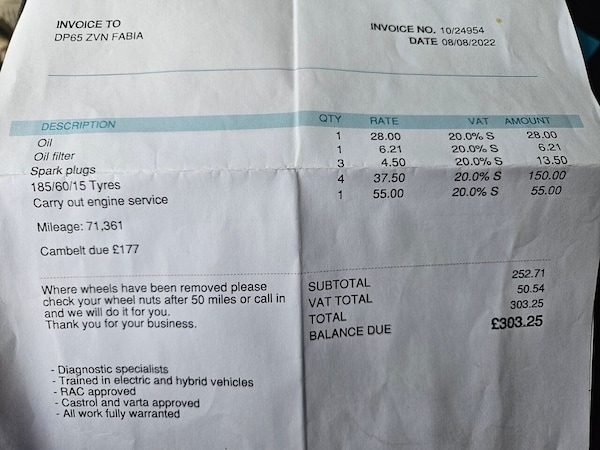 INVOICE TO
DP65 ZVN FABIA
INVOICE NO. 10/24954
DATE 08/08/2022
DESCRIPTION QTY RATE VAT AMOUNT
Oil 1 28.00 20.0% S 28.00
Oil filter 1 6.21 20.0% S 6.21
Spark plugs 3 4.50 20.0% S 13.50
185/60/15 Tyres 4 37.50 20.0% S 150.00
Carry out engine service 1 55.00 20.0% S 55.00
Mileage: 71,361
Cambelt due £177
Where wheels have been removed please
check your wheel nuts after 50 miles or call in
and we will do it for you.
Thank you for your business.
SUBTOTAL 252.71
VAT TOTAL 50.54
TOTAL 303.25
BALANCE DUE £303.25
- Diagnostic specialists
- Trained in electric and hybrid vehicles
- RAC approved
- Castrol and varta approved
- All work fully warranted